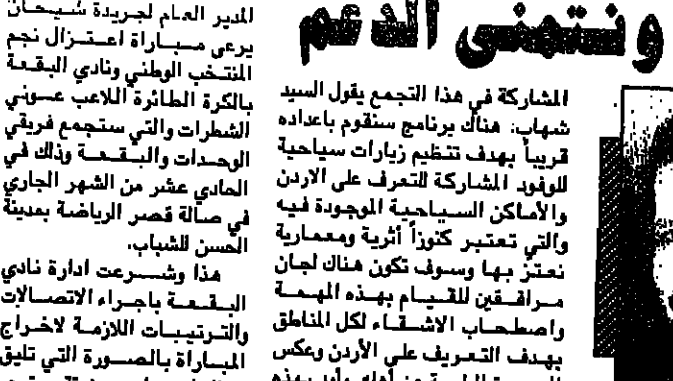 ونتمنى الدعم
المشاركة في هذا التجمع يقول السيد
شهاب: هناك برنامج سنقوم باعداده
قريباً بهدف تنظيم زيارات سياحية
للوفود المشاركة للتعرف على الاردن
والأماكن السياحية الموجودة فيه
والتي تعتبر كنوزاً أثرية ومعمارية
نعتز بها وسوف تكون هناك لجان
مرافقين للقيام بهذه المهمة
واصطحاب الاشقاء لكل المناطق
بهدف التعريف على الأردن وعكس
المدير العام لجريدة شيحان
يرعى مباراة اعتزال نجم
المنتخب الوطني ونادي البقعة
بالكرة الطائرة اللاعب عوني
الشطرات والتي ستجمع فريقي
الوحدات والبقعة وذلك في
الحادي عشر من الشهر الجاري
في صالة قصر الرياضة بمدينة
الحسن للشباب.
هذا وشرعت ادارة نادي
البقعة باجراء الاتصالات
والترتيبات اللازمة لاخراج
المباراة بالصورة التي تليق